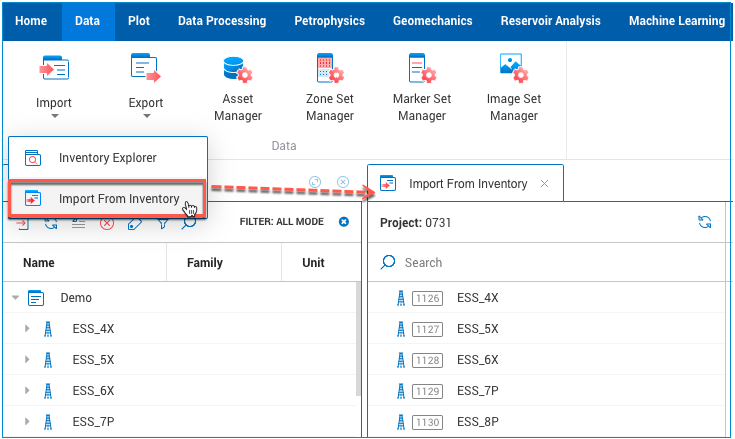 Home Data Plot Data Processing Petrophysics Geomechanics Reservoir Analysis Machine Learning
Import Export Asset Manager Zone Set Manager Marker Set Manager Image Set Manager
Data
Inventory Explorer
Import From Inventory
Import From Inventory
FILTER: ALL MODE
Project: 0731
Name Family Unit
Search
Demo
1126 ESS_4X
ESS_4X
1127 ESS_5X
ESS_5X
1128 ESS_6X
ESS_6X
1129 ESS_7P
ESS_7P
1130 ESS_8P